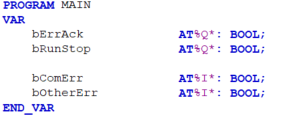 PROGRAM MAIN
VAR
bErrAck AT%Q*: BOOL;
bRunStop AT%Q*: BOOL;
bComErr AT%I*: BOOL;
bOtherErr AT%I*: BOOL;
END_VAR